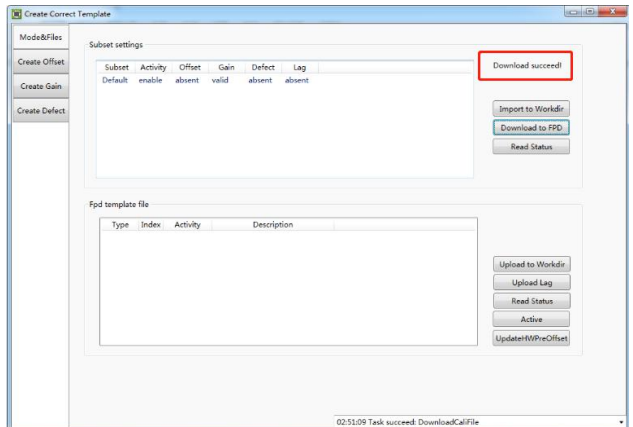 Create Correct Template
Mode&Files
Create Offset
Create Gain
Create Defect
Subset settings
Subset Activity Offset Gain Defect Lag
Default enable absent valid absent absent
Download succeed!
Import to Workdir
Download to FPD
Read Status
Fpd template file
Type Index Activity Description
Upload to Workdir
Upload Lag
Read Status
Active
UpdateHWPreOffset
02:51:09 Task succeed: DownloadCaliFile